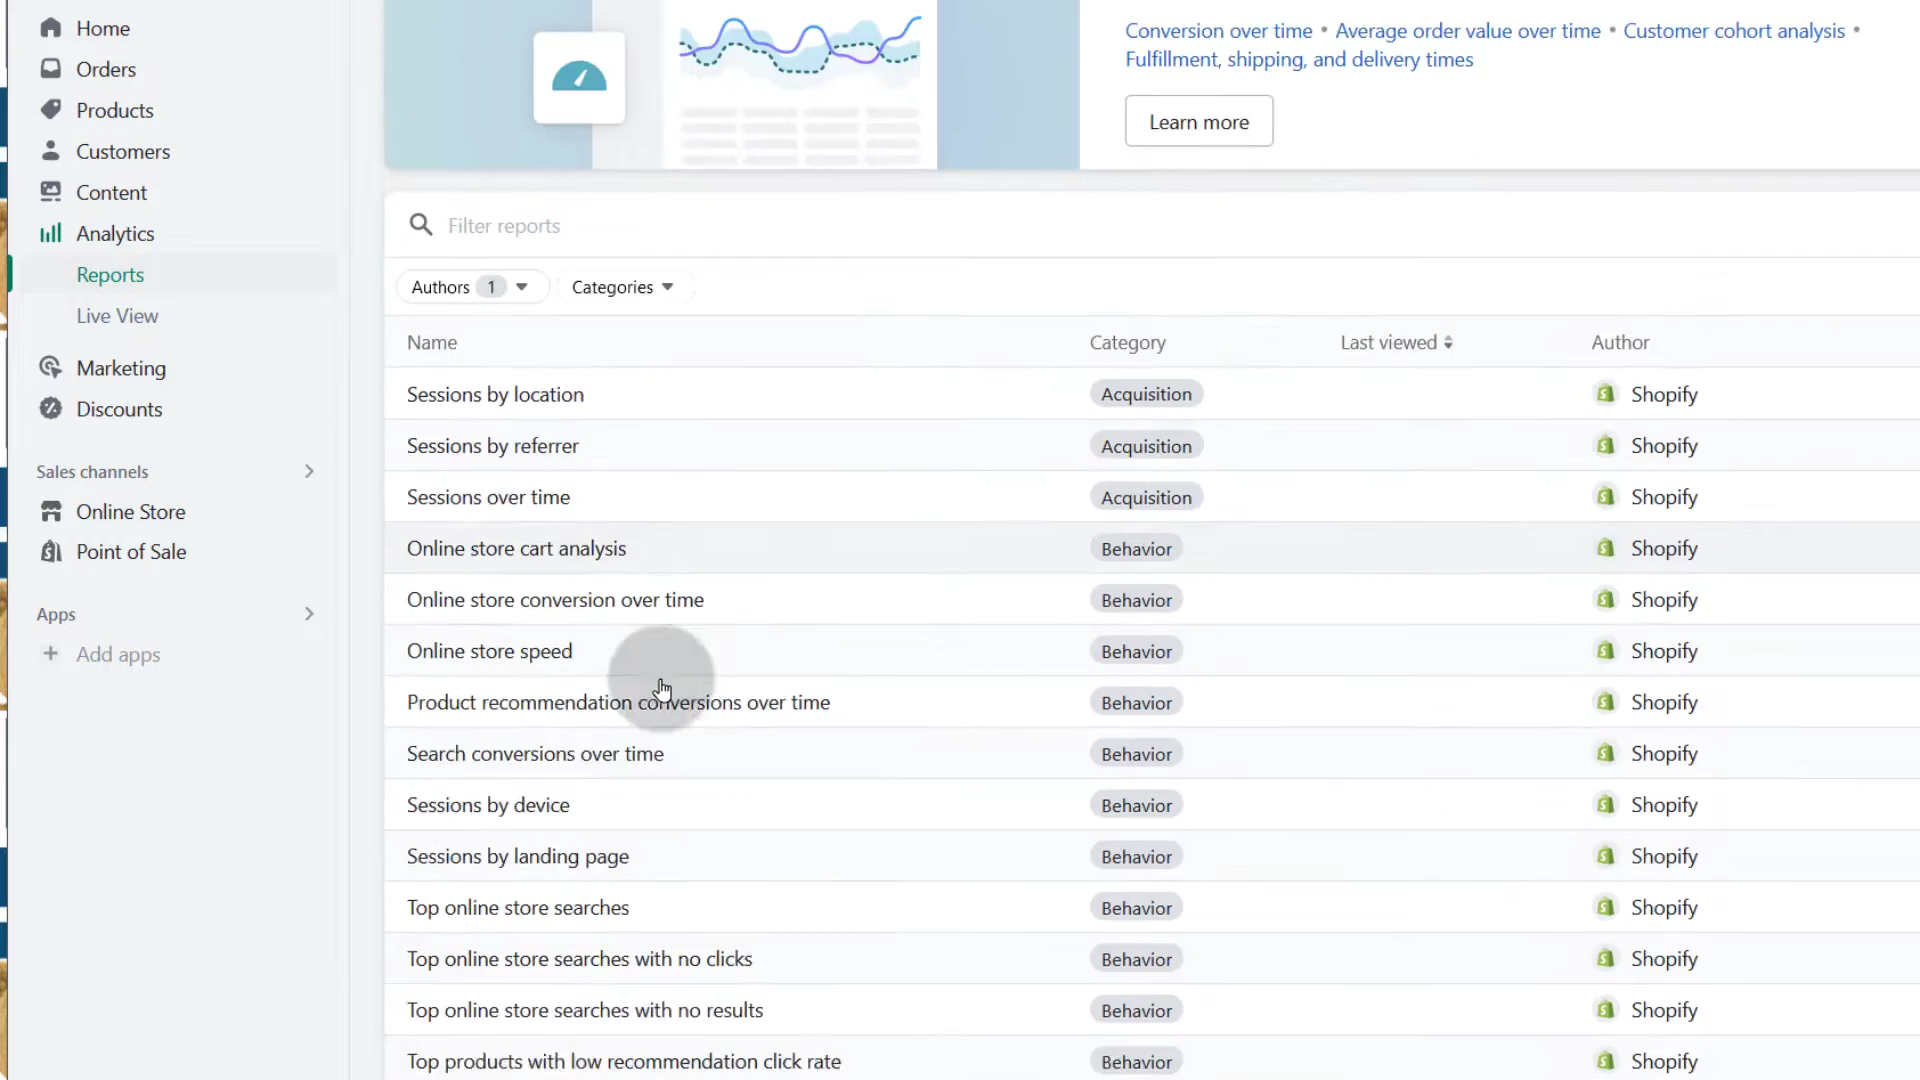 Home
Orders
Products
Customers
Content
Analytics
Reports
Live View
Marketing
Discounts
Sales channels
Online Store
Point of Sale
Apps
Add apps
Conversion over time • Average order value over time • Customer cohort analysis •
Fulfillment, shipping, and delivery times
Learn more
Filter reports
Authors 1 Categories
Name Category Last viewed Author
Sessions by location Acquisition Shopify
Sessions by referrer Acquisition Shopify
Sessions over time Acquisition Shopify
Online store cart analysis Behavior Shopify
Online store conversion over time Behavior Shopify
Online store speed Behavior Shopify
Product recommendation conversions over time Behavior Shopify
Search conversions over time Behavior Shopify
Sessions by device Behavior Shopify
Sessions by landing page Behavior Shopify
Top online store searches Behavior Shopify
Top online store searches with no clicks Behavior Shopify
Top online store searches with no results Behavior Shopify
Top products with low recommendation click rate Behavior Shopify